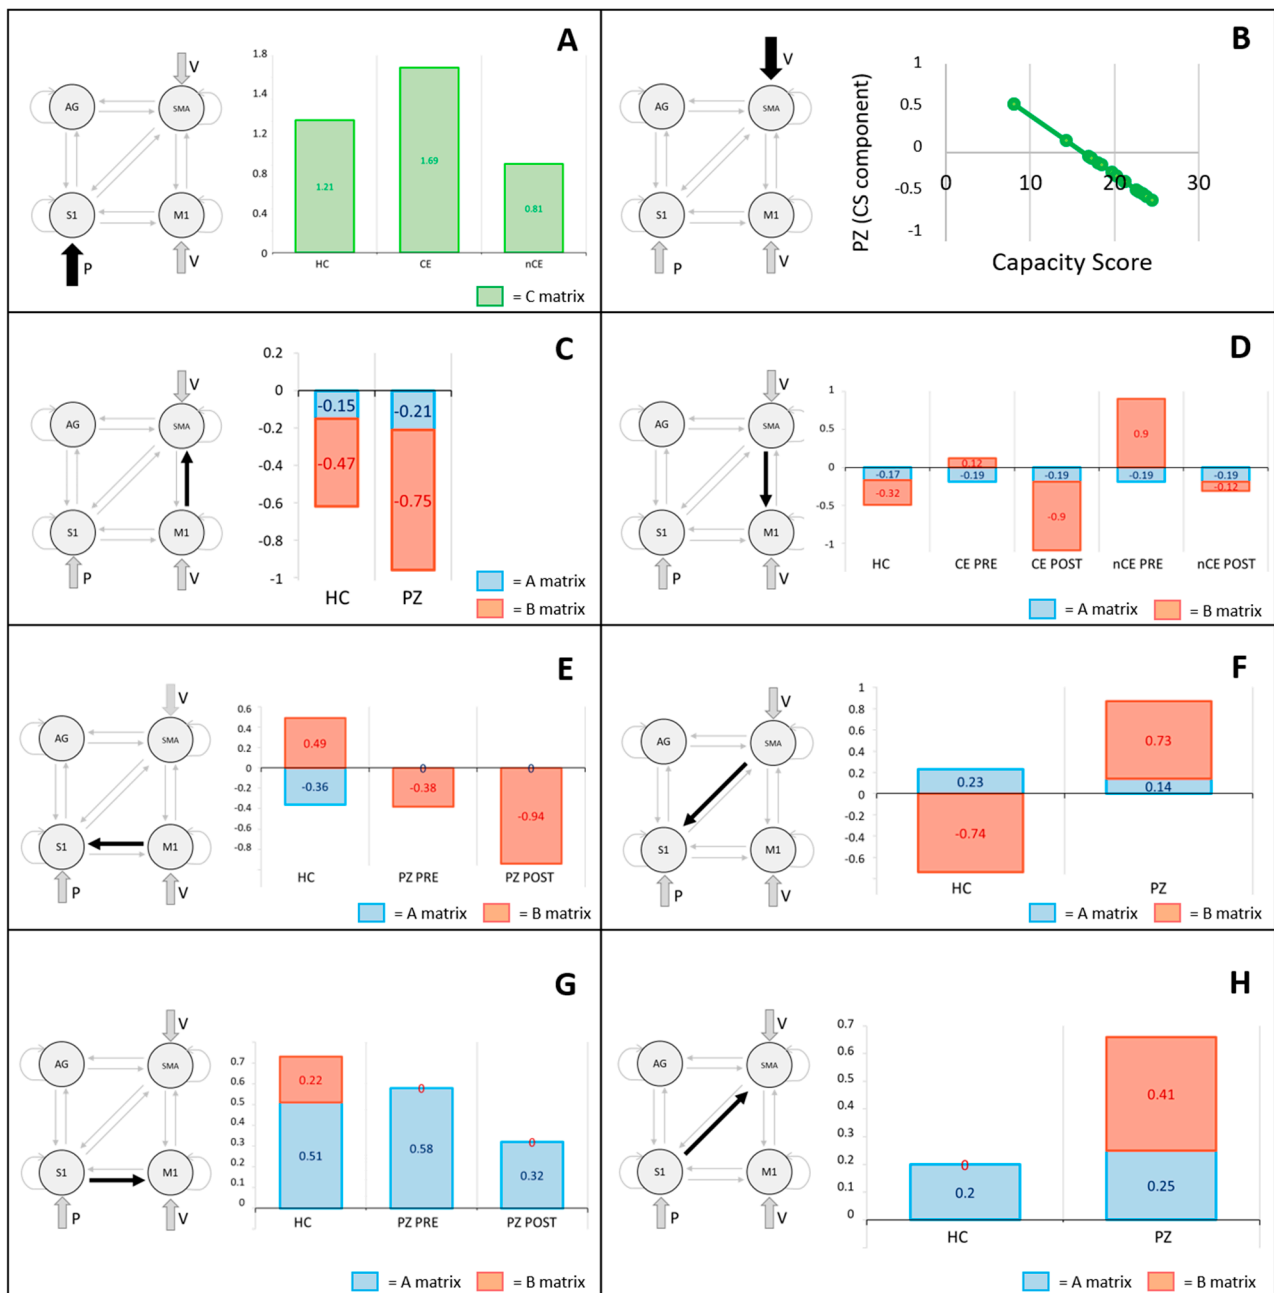 A
V
AG
SMA
S1
M1
P
V
1.8
1.4
1.2
0.8
0.4
0
1.21
1.69
0.81
HC
CE
nCE
= C matrix
B
V
AG
SMA
S1
M1
P
V
PZ (CS component)
1
0.5
0
-0.5
-1
0
10
20
30
Capacity Score
C
V
AG
SMA
S1
M1
P
V
0.2
0
-0.2
-0.4
-0.6
-0.8
-1
-0.15
-0.47
-0.21
-0.75
HC
PZ
= A matrix
= B matrix
D
V
AG
SMA
S1
M1
P
V
1
0.5
0
-0.5
-1
-0.17
-0.32
0.12
-0.19
-0.19
-0.9
0.9
-0.19
-0.19
-0.12
HC
CE PRE
CE POST
nCE PRE
nCE POST
= A matrix
= B matrix
E
V
AG
SMA
S1
M1
P
V
0.6
0.4
0.2
0
-0.2
-0.4
-0.6
-0.8
0.49
-0.36
0
-0.38
0
-0.94
HC
PZ PRE
PZ POST
= A matrix
= B matrix
F
V
AG
SMA
S1
M1
P
V
1
0.8
0.6
0.4
0.2
0
-0.2
-0.4
-0.6
0.23
-0.74
0.73
0.14
HC
PZ
= A matrix
= B matrix
G
V
AG
SMA
S1
M1
P
V
0.7
0.6
0.5
0.4
0.3
0.2
0.1
0
0.22
0.51
0
0.58
0
0.32
HC
PZ PRE
PZ POST
= A matrix
= B matrix
H
V
AG
SMA
S1
M1
P
V
0.7
0.6
0.5
0.4
0.3
0.2
0.1
0
0
0.2
0.41
0.25
HC
PZ
= A matrix
= B matrix